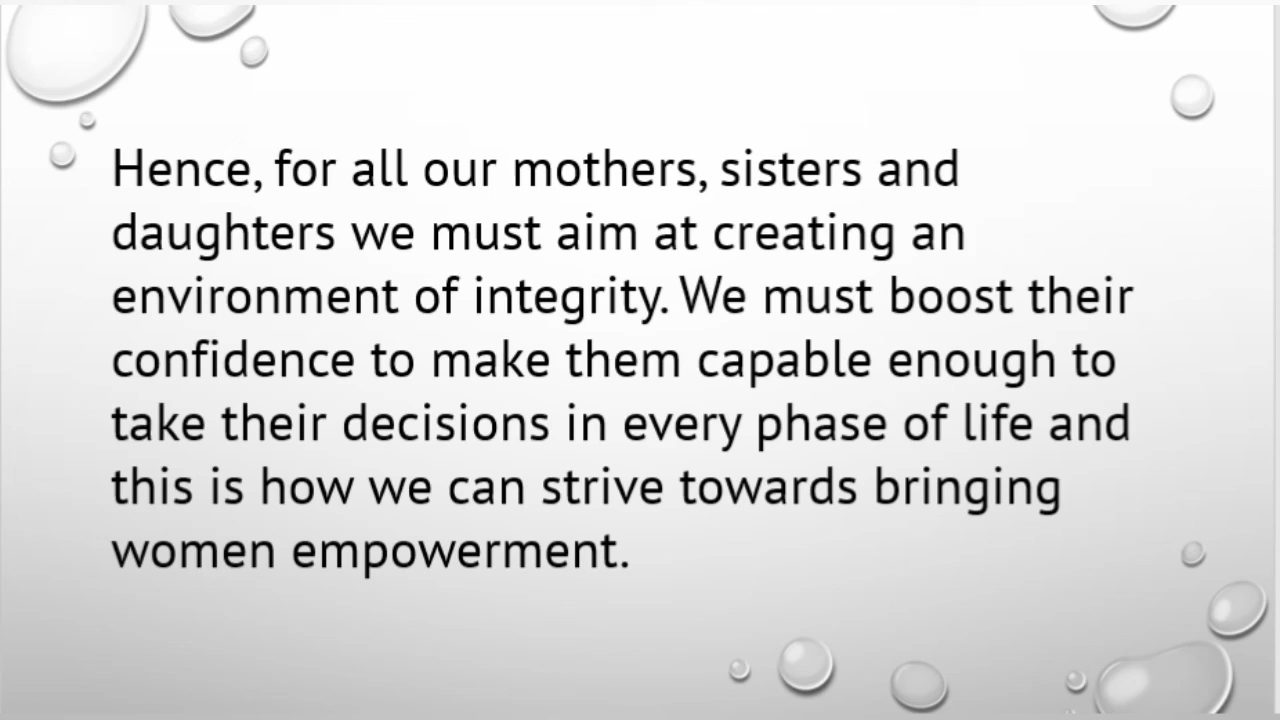 Hence, for all our mothers, sisters and
daughters we must aim at creating an
environment of integrity. We must boost their
confidence to make them capable enough to
take their decisions in every phase of life and
this is how we can strive towards bringing
women empowerment.